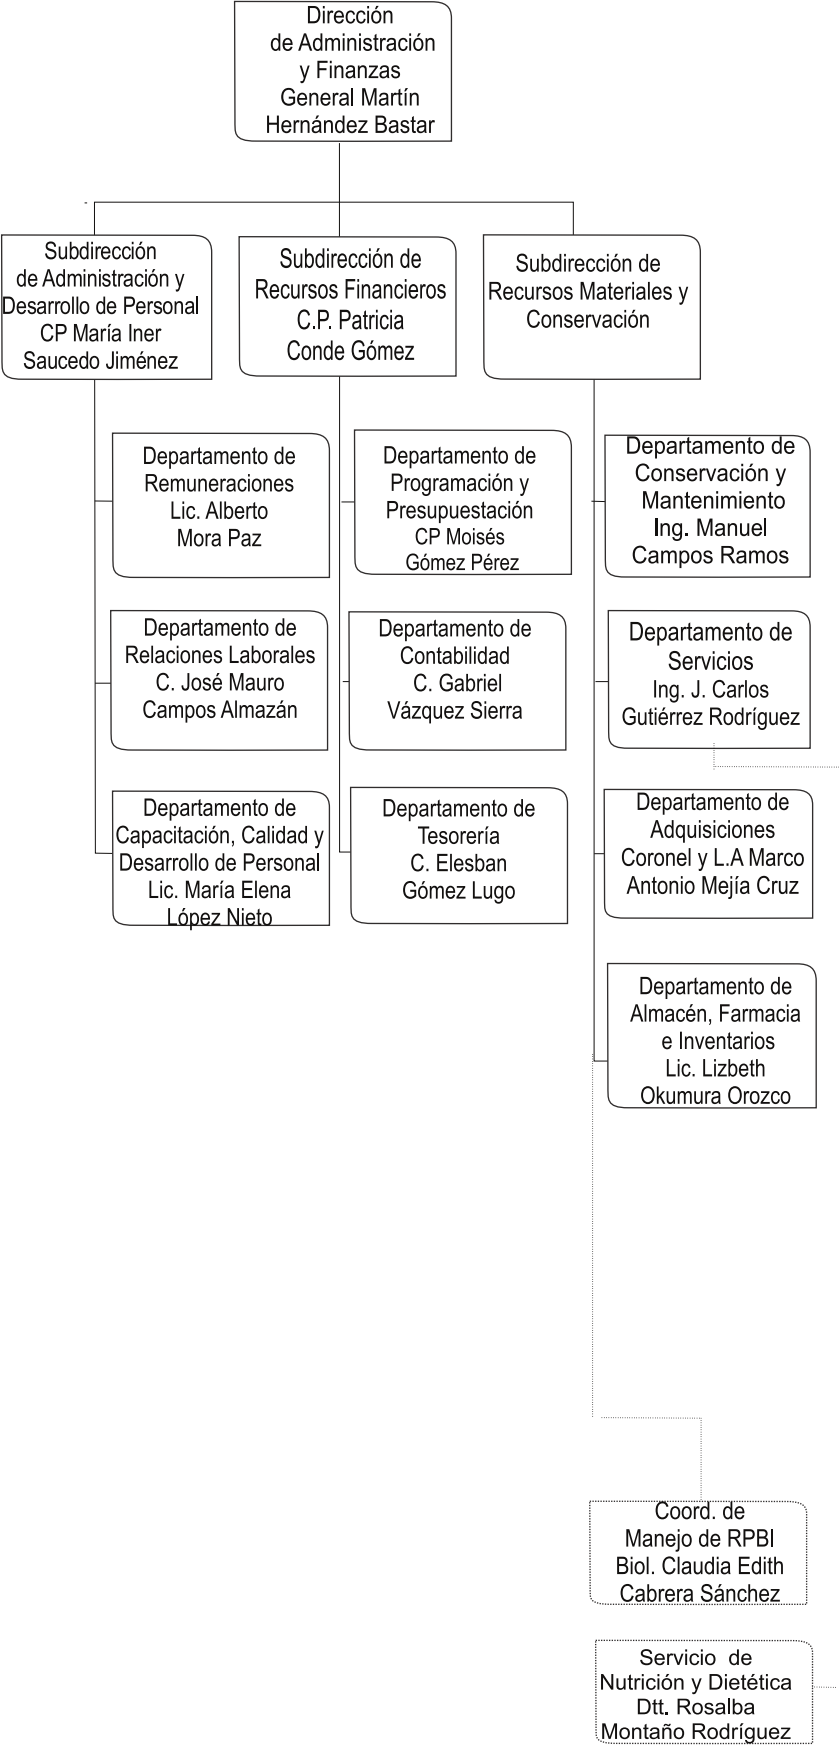 Dirección
de Administración
y Finanzas
General Martín
Hernández Bastar
Subdirección
de Administración y
Desarrollo de Personal
CP María Iner
Saucedo Jiménez
Subdirección de
Recursos Financieros
C.P. Patricia
Conde Gómez
Subdirección de
Recursos Materiales y
Conservación
Departamento de
Remuneraciones
Lic. Alberto
Mora Paz
Departamento de
Programación y
Presupuestación
CP Moisés
Gómez Pérez
Departamento de
Conservación y
Mantenimiento
Ing. Manuel
Campos Ramos
Departamento de
Relaciones Laborales
C. José Mauro
Campos Almazán
Departamento de
Contabilidad
C. Gabriel
Vázquez Sierra
Departamento de
Servicios
Ing. J. Carlos
Gutiérrez Rodríguez
Departamento de
Capacitación, Calidad y
Desarrollo de Personal
Lic. María Elena
López Nieto
Departamento de
Tesorería
C. Elesban
Gómez Lugo
Departamento de
Adquisiciones
Coronel y L.A Marco
Antonio Mejía Cruz
Departamento de
Almacén, Farmacia
e Inventarios
Lic. Lizbeth
Okumura Orozco
Coord. de
Manejo de RPBI
Biol. Claudia Edith
Cabrera Sánchez
Servicio de
Nutrición y Dietética
Dtt. Rosalba
Montaño Rodríguez